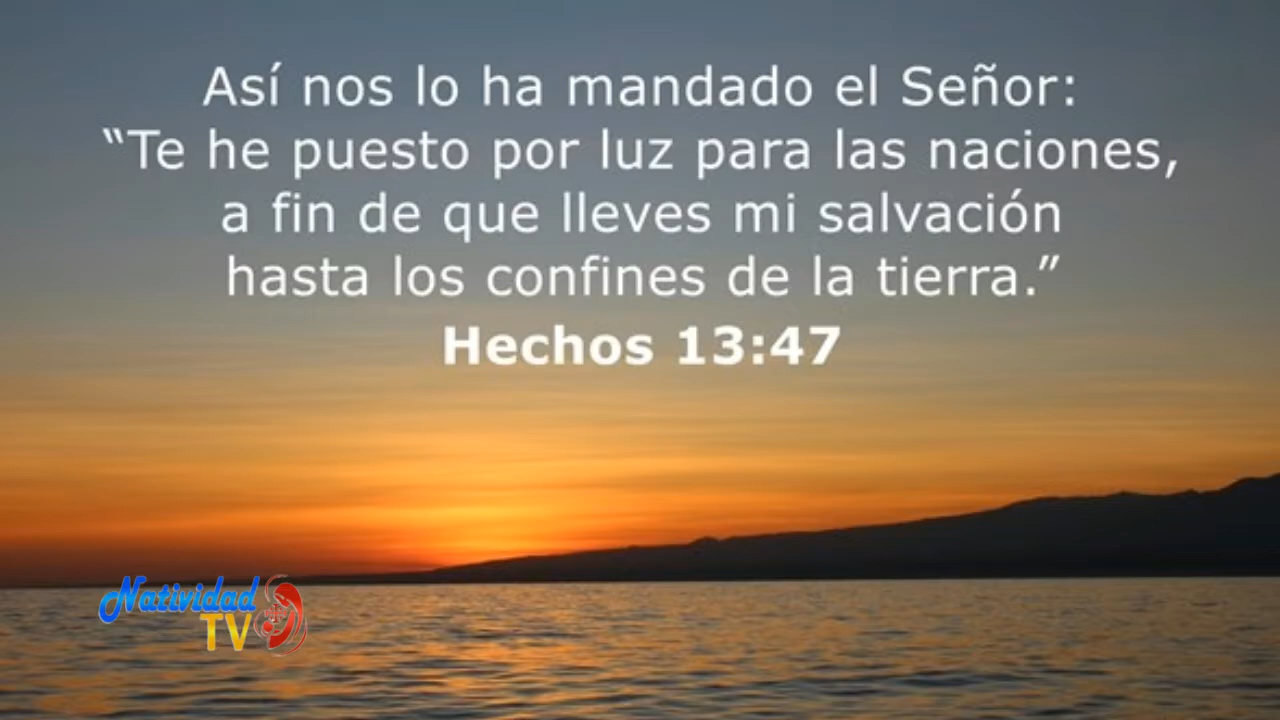 Así nos lo ha mandado el Señor:
“Te he puesto por luz para las naciones,
a fin de que lleves mi salvación
hasta los confines de la tierra.”
Hechos 13:47
Natividad
TV